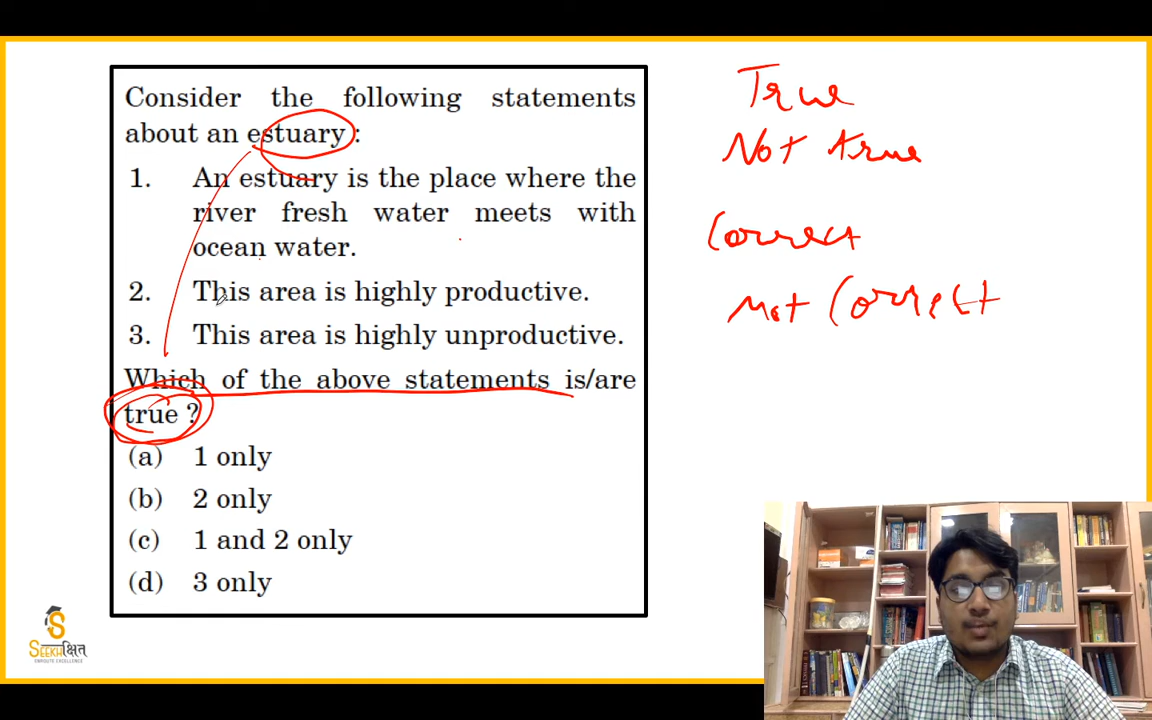 Consider the following statements
about an estuary :
1. An estuary is the place where the
river fresh water meets with
ocean water.
2. This area is highly productive.
3. This area is highly unproductive.
Which of the above statements is/are
true ?
(a) 1 only
(b) 2 only
(c) 1 and 2 only
(d) 3 only
True
Not true
Correct
not Correct
S
SEEKHक्षित
ENROUTE EXCELLENCE